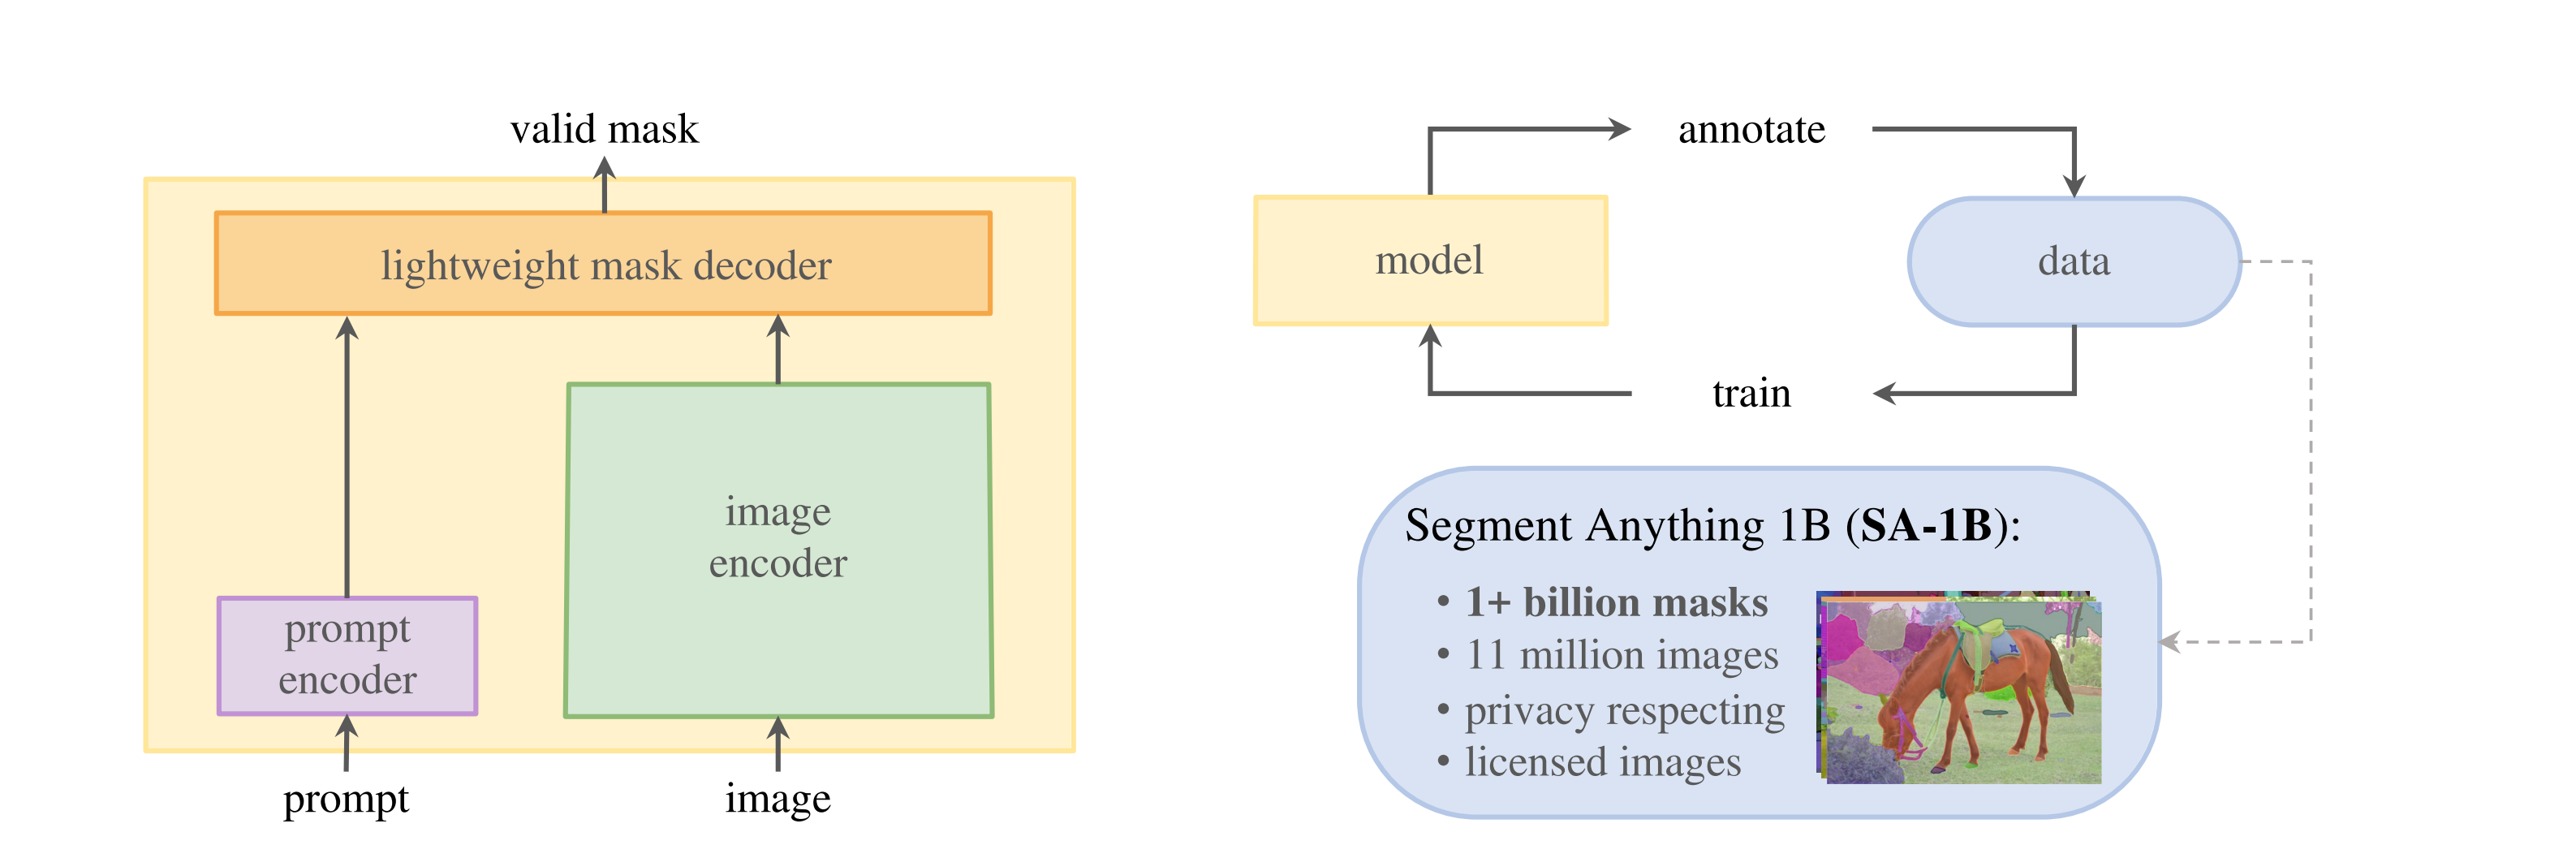 valid mask
lightweight mask decoder
image
encoder
prompt
encoder
prompt
image
annotate
model
data
train
Segment Anything 1B (SA-1B):
• 1+ billion masks
• 11 million images
• privacy respecting
• licensed images